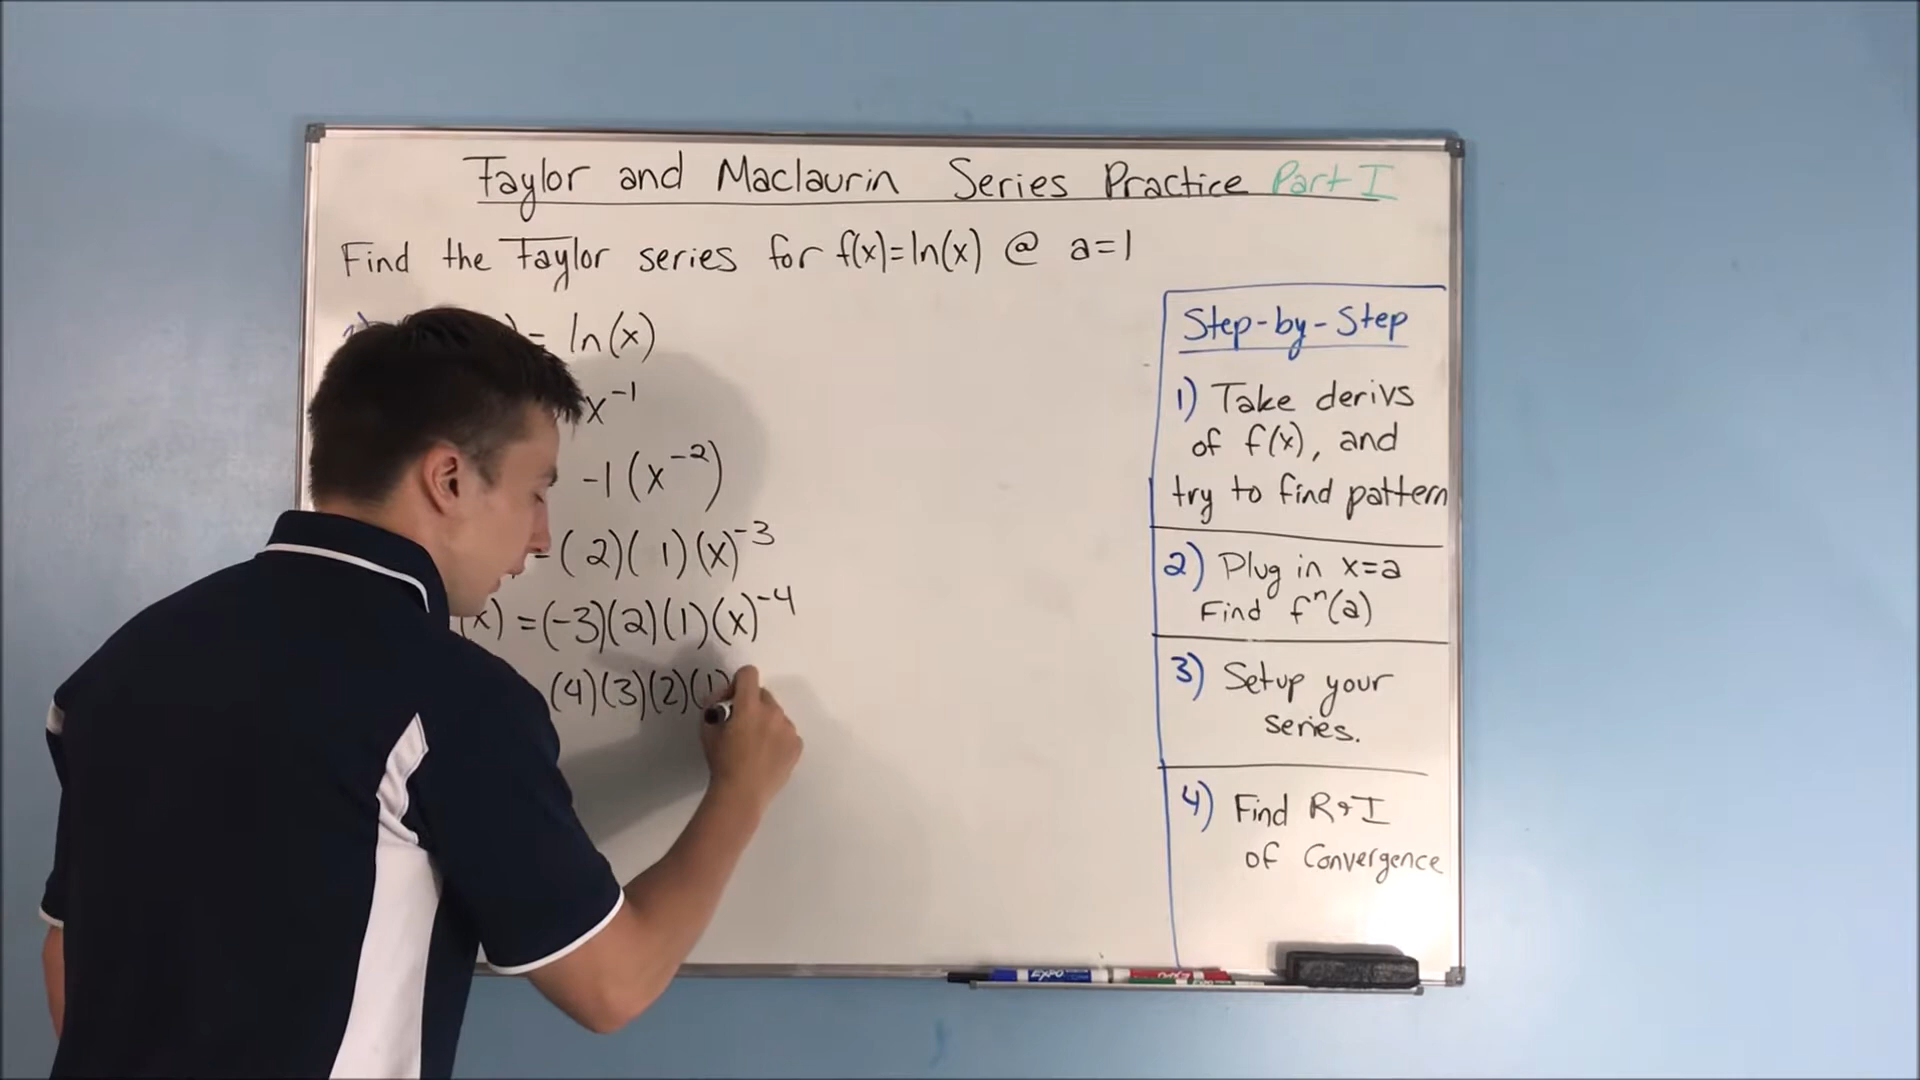 Taylor and Maclaurin Series Practice Part I
Find the Taylor series for f(x)=ln(x) @ a=1
) = ln(x)
x⁻¹
-1(x⁻²)
=(2)(1)(x)⁻³
(x) =(-3)(2)(1)(x)⁻⁴
(4)(3)(2)(1)
Step-by-Step
1) Take derivs
of f(x), and
try to find pattern
2) Plug in x=a
Find fⁿ(a)
3) Setup your
series.
4) Find R & I
of Convergence
EXPO